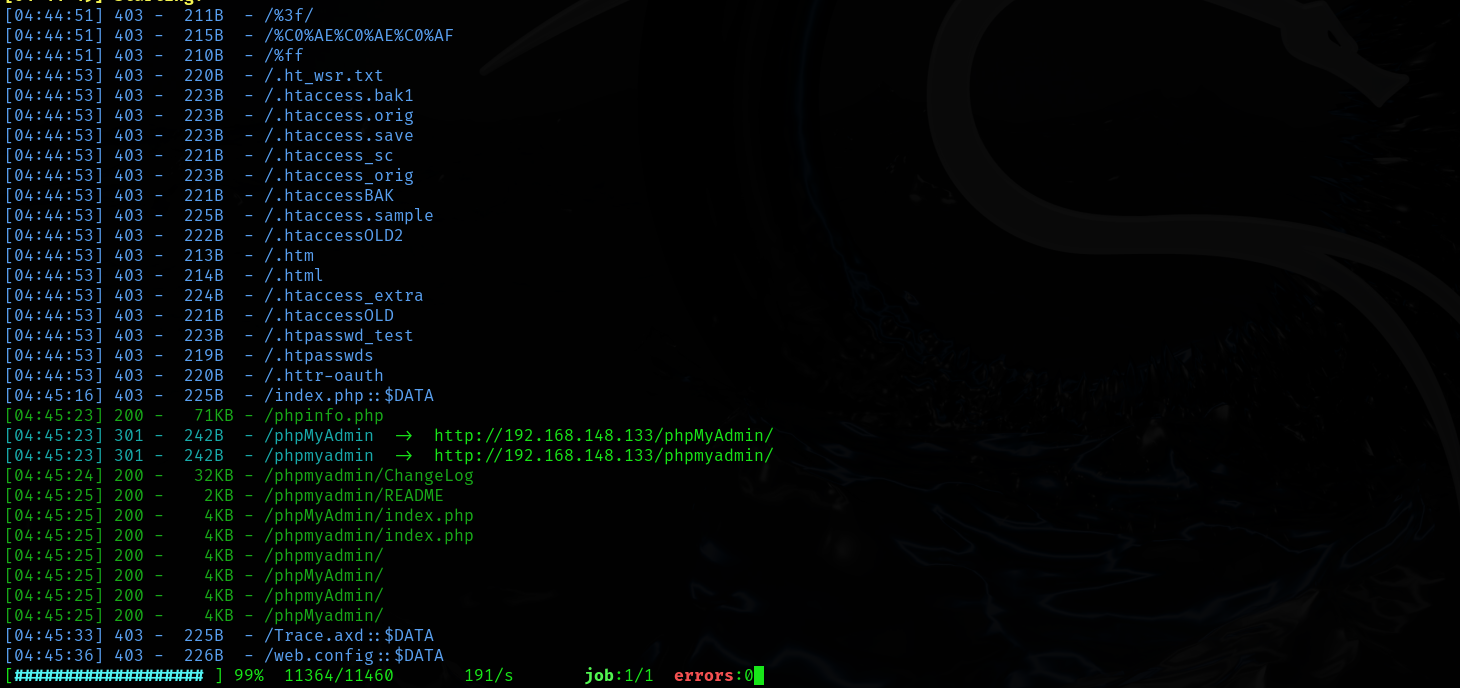 [04:44:51] 403 -  211B  - /%3f/
[04:44:51] 403 -  215B  - /%C0%AE%C0%AE%C0%AF
[04:44:51] 403 -  210B  - /%ff
[04:44:53] 403 -  220B  - /.ht_wsr.txt
[04:44:53] 403 -  223B  - /.htaccess.bak1
[04:44:53] 403 -  223B  - /.htaccess.orig
[04:44:53] 403 -  223B  - /.htaccess.save
[04:44:53] 403 -  221B  - /.htaccess_sc
[04:44:53] 403 -  223B  - /.htaccess_orig
[04:44:53] 403 -  221B  - /.htaccessBAK
[04:44:53] 403 -  225B  - /.htaccess.sample
[04:44:53] 403 -  222B  - /.htaccessOLD2
[04:44:53] 403 -  213B  - /.htm
[04:44:53] 403 -  214B  - /.html
[04:44:53] 403 -  224B  - /.htaccess_extra
[04:44:53] 403 -  221B  - /.htaccessOLD
[04:44:53] 403 -  223B  - /.htpasswd_test
[04:44:53] 403 -  219B  - /.htpasswds
[04:44:53] 403 -  220B  - /.httr-oauth
[04:45:16] 403 -  225B  - /index.php::$DATA
[04:45:23] 200 -   71KB - /phpinfo.php
[04:45:23] 301 -  242B  - /phpMyAdmin  ->  http://192.168.148.133/phpMyAdmin/
[04:45:23] 301 -  242B  - /phpmyadmin  ->  http://192.168.148.133/phpmyadmin/
[04:45:24] 200 -   32KB - /phpmyadmin/ChangeLog
[04:45:25] 200 -    2KB - /phpmyadmin/README
[04:45:25] 200 -    4KB - /phpMyAdmin/index.php
[04:45:25] 200 -    4KB - /phpmyadmin/index.php
[04:45:25] 200 -    4KB - /phpmyadmin/
[04:45:25] 200 -    4KB - /phpMyAdmin/
[04:45:25] 200 -    4KB - /phpmyAdmin/
[04:45:25] 200 -    4KB - /phpMyadmin/
[04:45:33] 403 -  225B  - /Trace.axd::$DATA
[04:45:36] 403 -  226B  - /web.config::$DATA
[################### ] 99%  11364/11460       191/s       job:1/1  errors:0